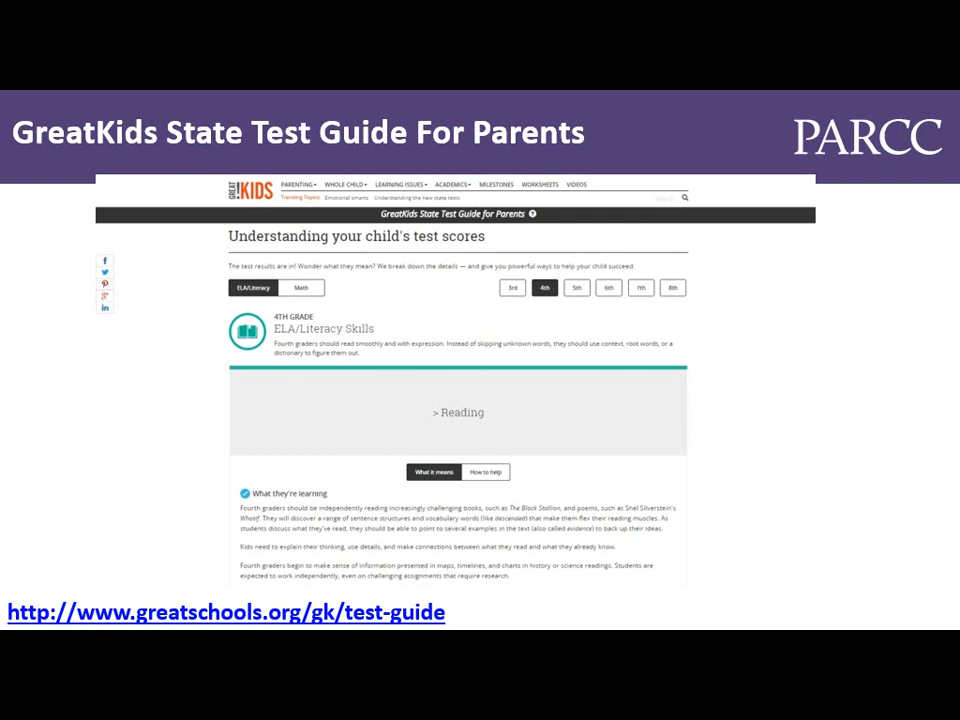 GreatKids State Test Guide For Parents
PARCC
GREAT!KIDS
PARENTING WHOLE CHILD LEARNING ISSUES ACADEMICS MILESTONES WORKSHEETS VIDEOS
Trending Topics: Emotional smarts Understanding the new state tests
GreatKids State Test Guide for Parents ?
Understanding your child's test scores
The test results are in! Wonder what they mean? We break down the details — and give you powerful ways to help your child succeed.
ELA/Literacy Math 3rd 4th 5th 6th 7th 8th
4TH GRADE
ELA/Literacy Skills
Fourth graders should read smoothly and with expression. Instead of skipping unknown words, they should use context, root words, or a
dictionary to figure them out.
> Reading
What it means How to help
What they're learning
Fourth graders should be independently reading increasingly challenging books, such as The Black Stallion, and poems, such as Shel Silverstein's
Whatif. They will discover a range of sentence structures and vocabulary words (like descended) that make them flex their reading muscles. As
students discuss what they've read, they should be able to point to several examples in the text (also called evidence) to back up their ideas.
Kids need to explain their thinking, use details, and make connections between what they read and what they already know.
Fourth graders begin to make sense of information presented in maps, timelines, and charts in history or science readings. Students are
expected to work independently, even on challenging assignments that require research.
http://www.greatschools.org/gk/test-guide